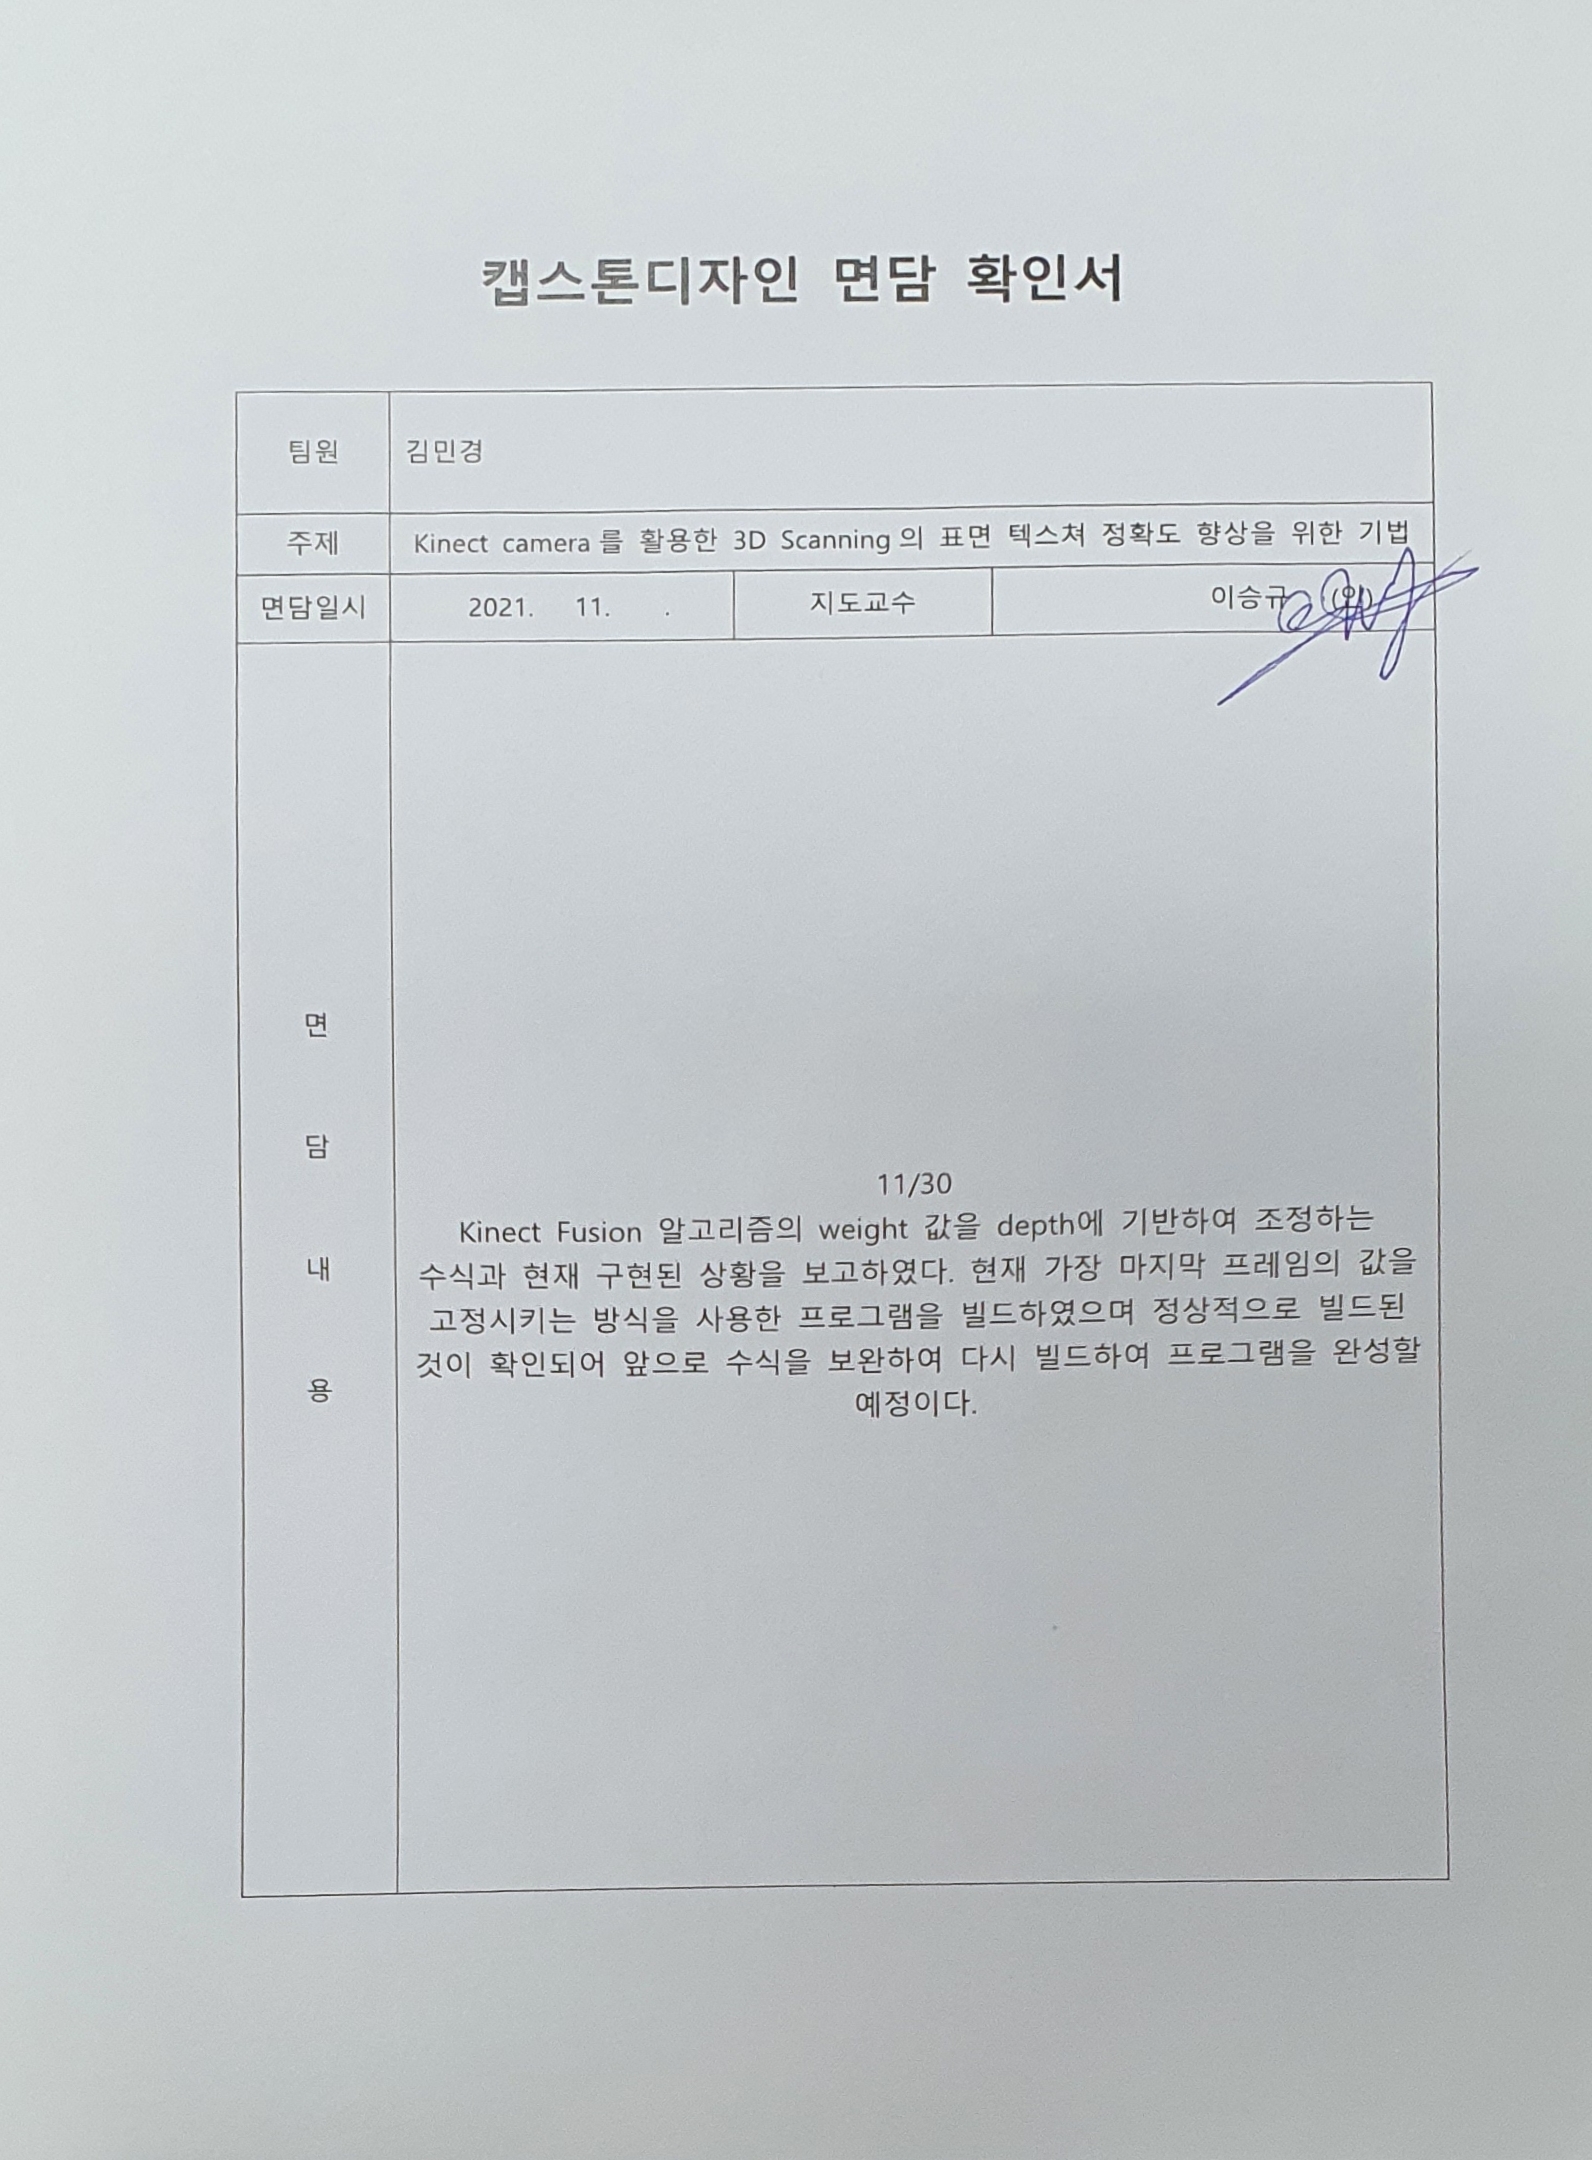 캡스톤디자인 면담 확인서
팀원 김민경
주제 Kinect camera를 활용한 3D Scanning의 표면 텍스쳐 정확도 향상을 위한 기법
면담일시 2021. 11. . 지도교수 이승규 (인)
면
담
내
용
11/30
Kinect Fusion 알고리즘의 weight 값을 depth에 기반하여 조정하는
수식과 현재 구현된 상황을 보고하였다. 현재 가장 마지막 프레임의 값을
고정시키는 방식을 사용한 프로그램을 빌드하였으며 정상적으로 빌드된
것이 확인되어 앞으로 수식을 보완하여 다시 빌드하여 프로그램을 완성할
예정이다.